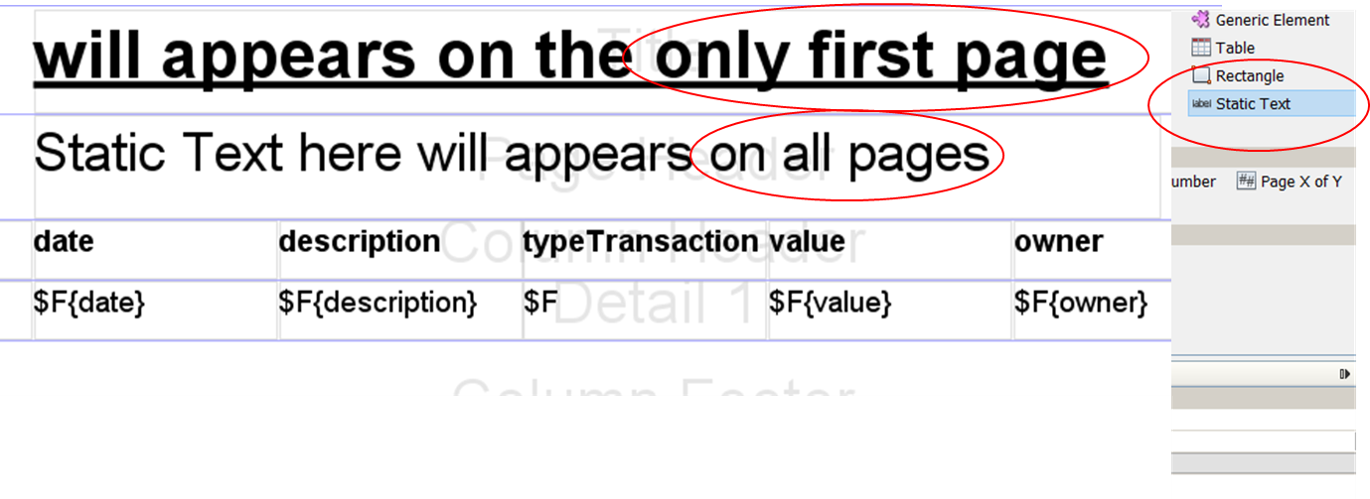 Title
will appears on the only first page
Page Header
Static Text here will appears on all pages
Column Header
date description typeTransaction value owner
Detail 1
$F{date} $F{description} $F $F{value} $F{owner}
Column Footer
Generic Element
Table
Rectangle
label Static Text
umber ## Page X of Y